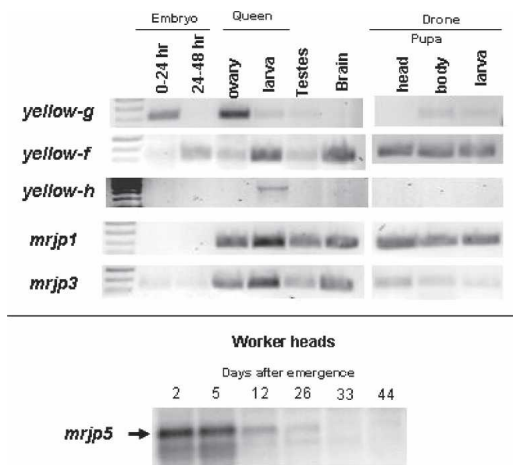 Embryo Queen Drone
Pupa
0-24 hr 24-48 hr ovary larva Testes Brain head body larva
yellow-g
yellow-f
yellow-h
mrjp1
mrjp3
Worker heads
Days after emergence
2 5 12 26 33 44
mrjp5